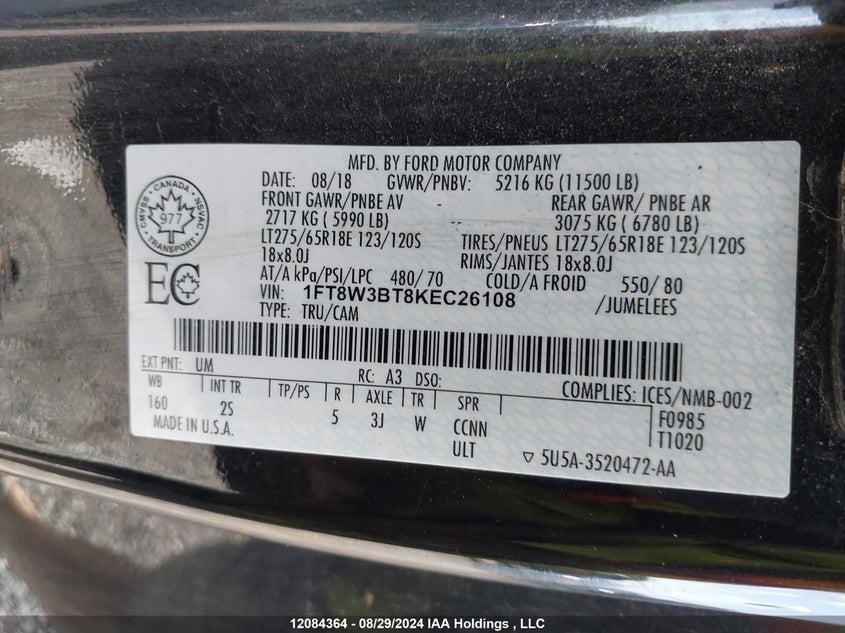 MFD. BY FORD MOTOR COMPANY
DATE: 08/18 GVWR/PNBV: 5216 KG (11500 LB)
FRONT GAWR/PNBE AV REAR GAWR/ PNBE AR
2717 KG ( 5990 LB) -- 3075 KG ( 6780 LB)
LT275/65R18E 123/120S TIRES/PNEUS LT275/65R18E 123/120S
18x8.0J RIMS/JANTES 18x8.0J
AT/A kPa/PSI/LPC 480/ 70 COLD/A FROID 550/ 80
VIN: 1FT8W3BT8KEC26108 /JUMELEES
TYPE: TRU/CAM
CMVSS · CANADA · NSVAC
977
TRANSPORT
EC
EXT PNT: UM RC: A3 DSO: COMPLIES: ICES/NMB-002
WB INT TR TP/PS R AXLE TR SPR F0985
160 2S 5 3J W CCNN T1020
MADE IN U.S.A. ULT ▽ 5U5A-3520472-AA
12084364 - 08/29/2024 IAA Holdings , LLC